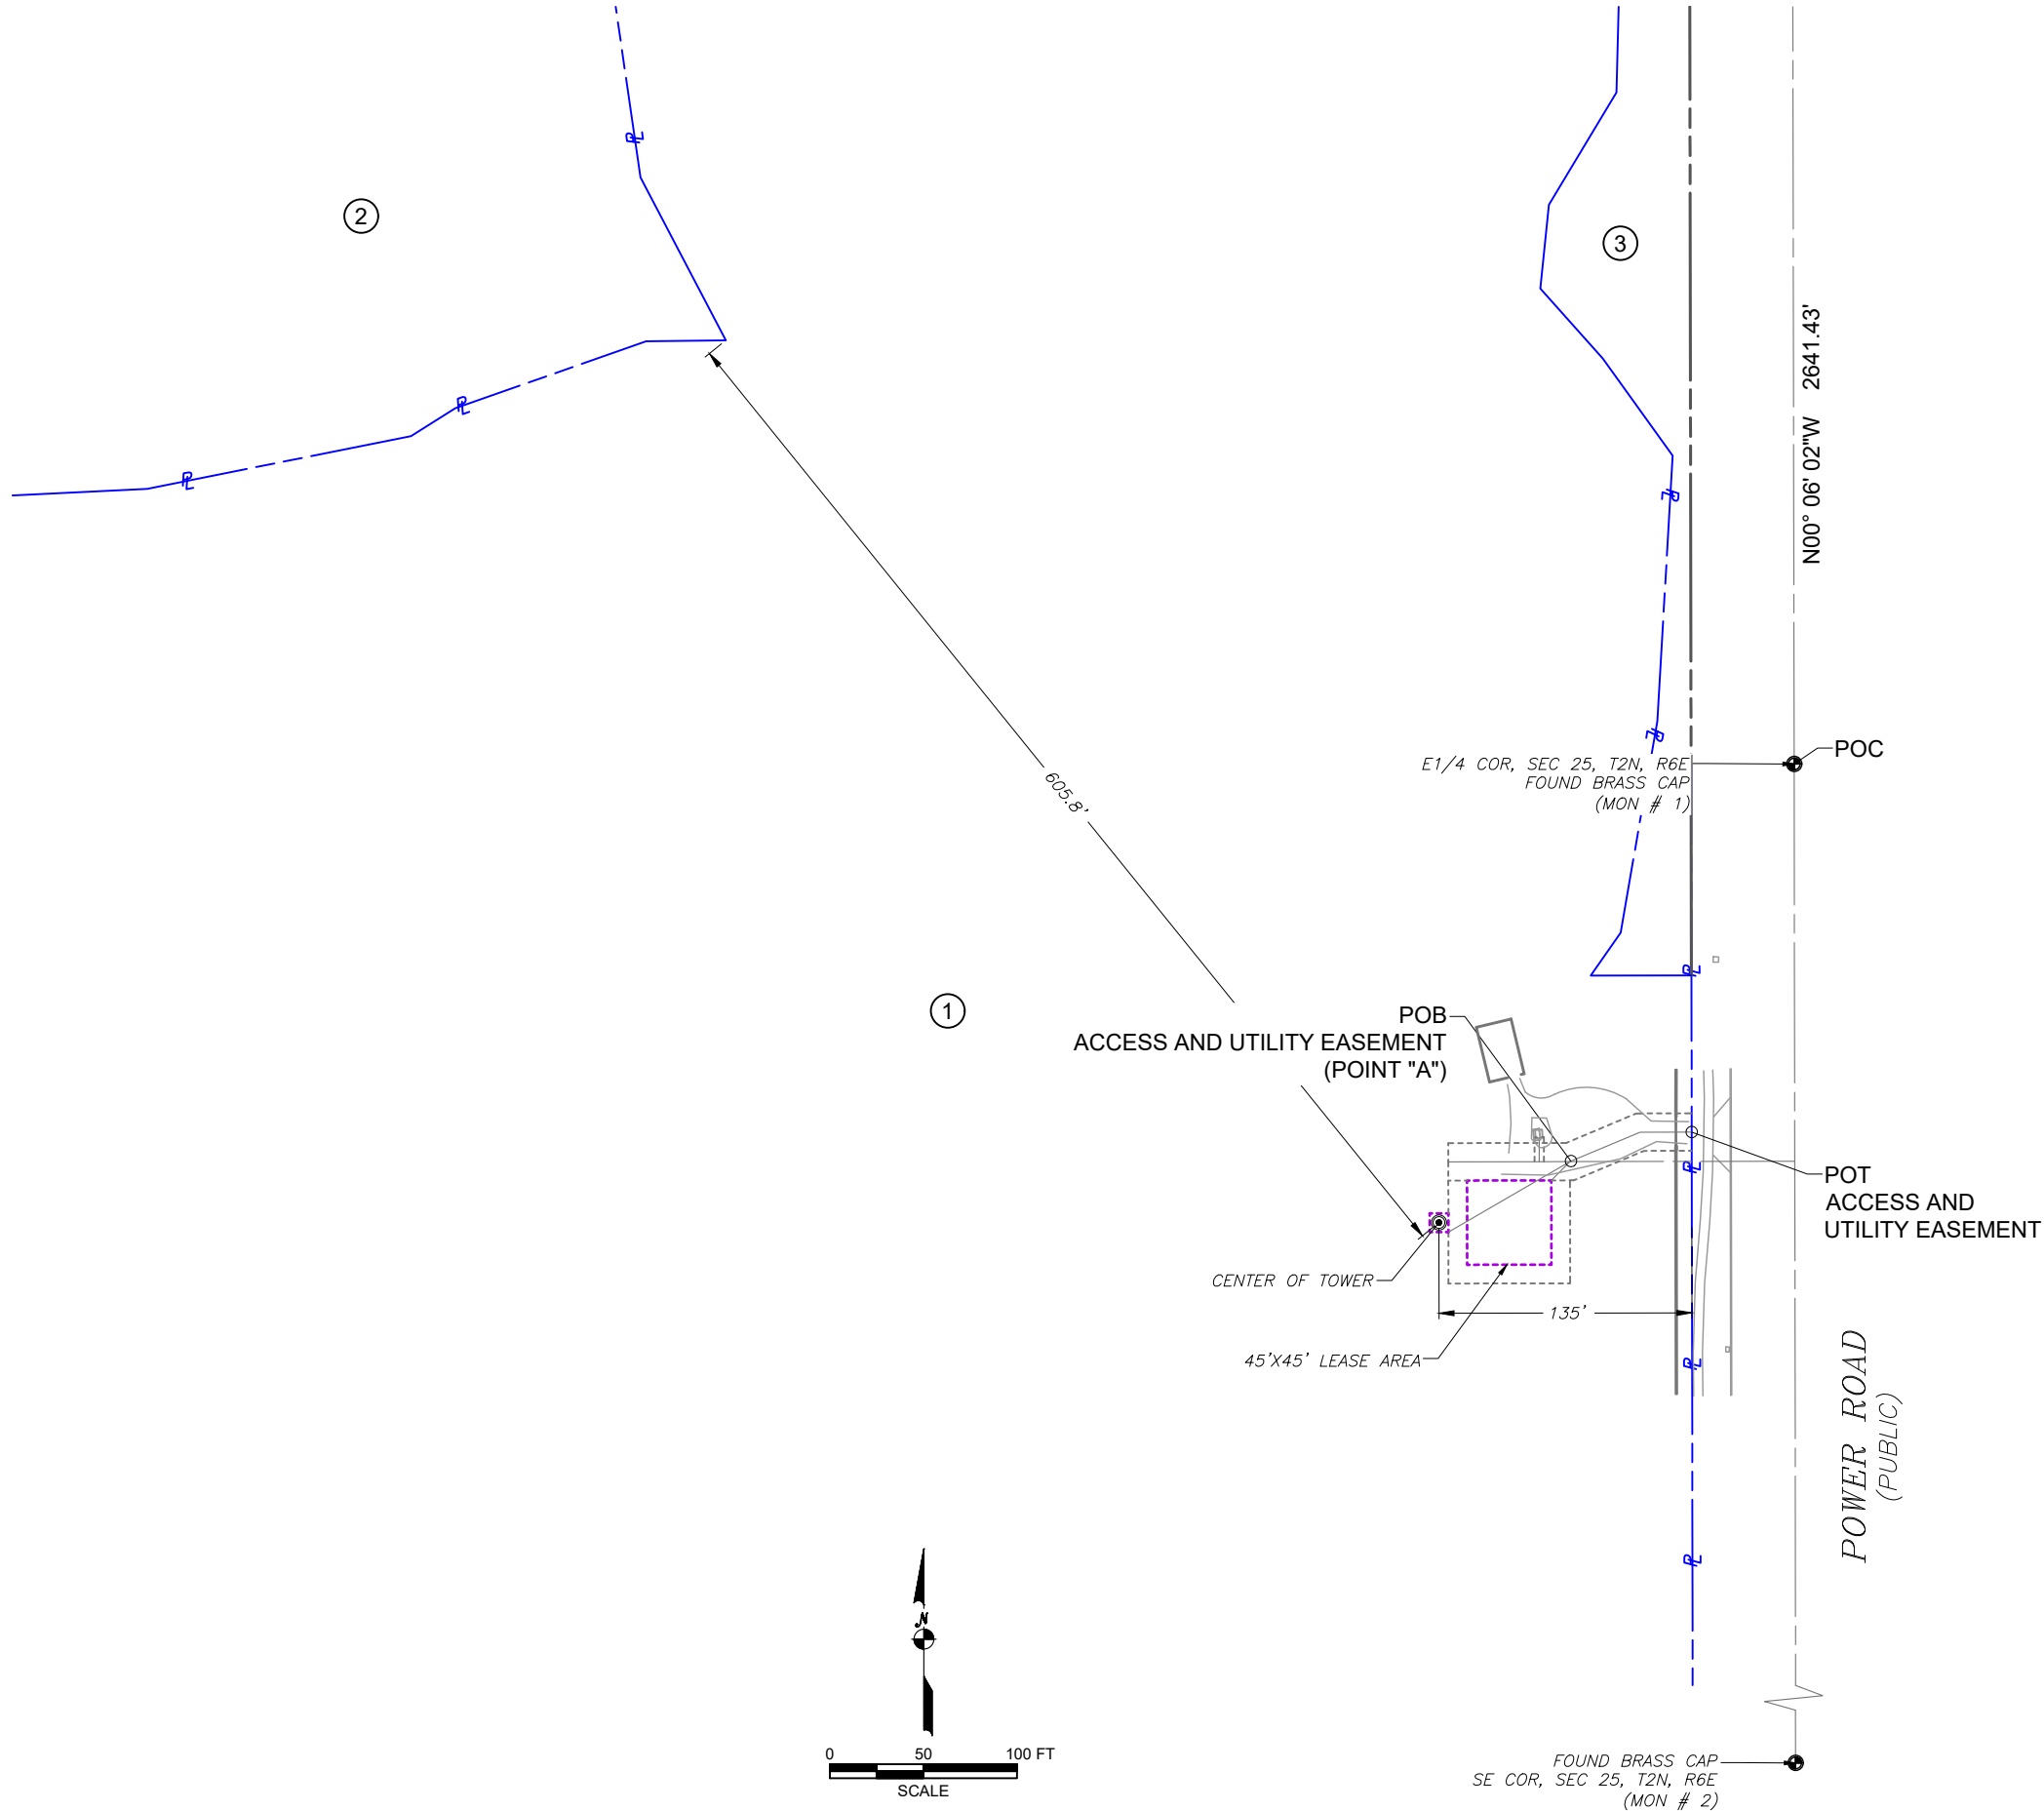 2
3
N00° 06' 02"W 2641.43'
POC
E1/4 COR, SEC 25, T2N, R6E
FOUND BRASS CAP
(MON # 1)
605.8'
1
POB
ACCESS AND UTILITY EASEMENT
(POINT "A")
POT
ACCESS AND
UTILITY EASEMENT
CENTER OF TOWER
135'
45'X45' LEASE AREA
POWER ROAD
(PUBLIC)
N
0 50 100 FT
SCALE
FOUND BRASS CAP
SE COR, SEC 25, T2N, R6E
(MON # 2)